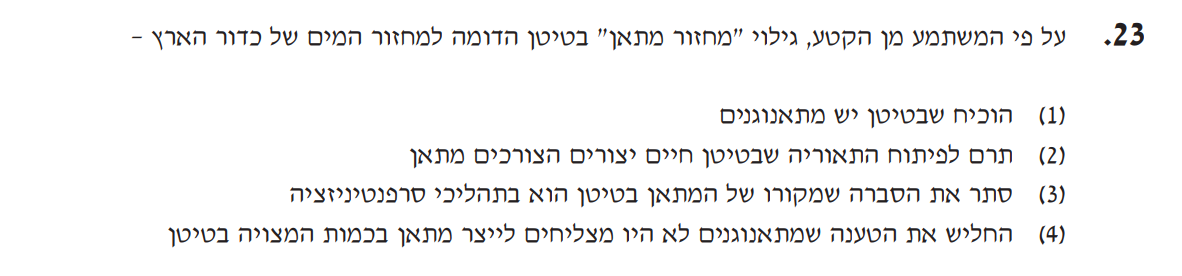 23. על פי המשתמע מן הקטע, גילוי "מחזור מתאן" בטיטן הדומה למחזור המים של כדור הארץ –
(1) הוכיח שבטיטן יש מתאנוגנים
(2) תרם לפיתוח התאוריה שבטיטן חיים יצורים הצורכים מתאן
(3) סתר את הסברה שמקורו של המתאן בטיטן הוא בתהליכי סרפנטיניזציה
(4) החליש את הטענה שמתאנוגנים לא היו מצליחים לייצר מתאן בכמות המצויה בטיטן